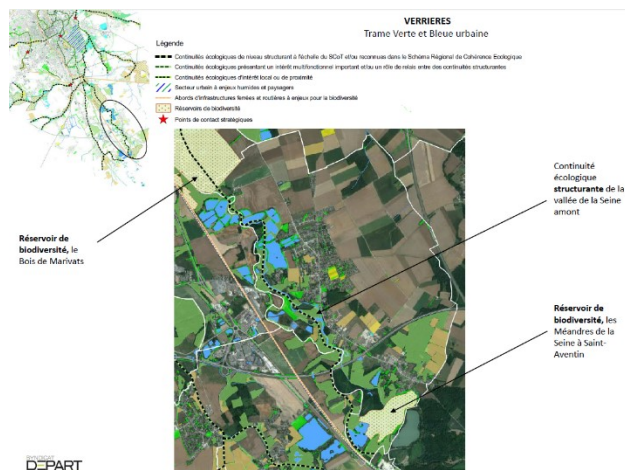 VERRIERES
Trame Verte et Bleue urbaine
Légende
Continuités écologiques de niveau structurant à l'échelle du SCoT et/ou reconnues dans le Schéma Régional de Cohérence Ecologique
Continuités écologiques présentant un intérêt multifonctionnel important et/ou un rôle de relais entre des continuités structurantes
Continuités écologiques d'intérêt local ou de proximité
Secteur urbain à enjeux humides et paysagers
Abords d'infrastructures ferrées et routières à enjeux pour la biodiversité
Réservoirs de biodiversité
Points de contact stratégiques
Continuité
écologique
structurante de la
vallée de la Seine
amont
Réservoir de
biodiversité, le
Bois de Marivats
Réservoir de
biodiversité, les
Méandres de la
Seine à Saint-
Aventin
SYNDICAT
DEPART